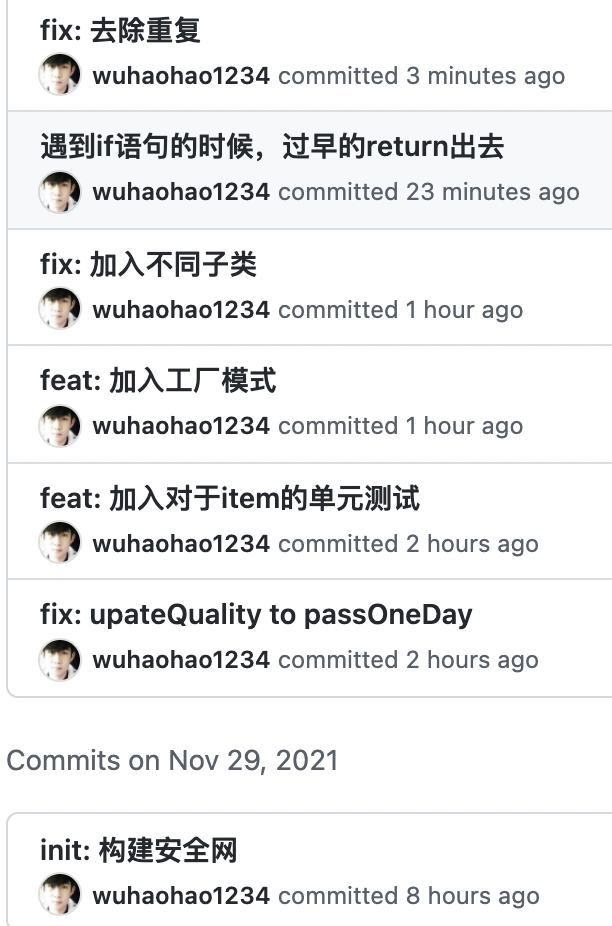 fix: 去除重复
wuhaohao1234 committed 3 minutes ago
遇到if语句的时候，过早的return出去
wuhaohao1234 committed 23 minutes ago
fix: 加入不同子类
wuhaohao1234 committed 1 hour ago
feat: 加入工厂模式
wuhaohao1234 committed 1 hour ago
feat: 加入对于item的单元测试
wuhaohao1234 committed 2 hours ago
fix: upateQuality to passOneDay
wuhaohao1234 committed 2 hours ago
Commits on Nov 29, 2021
init: 构建安全网
wuhaohao1234 committed 8 hours ago